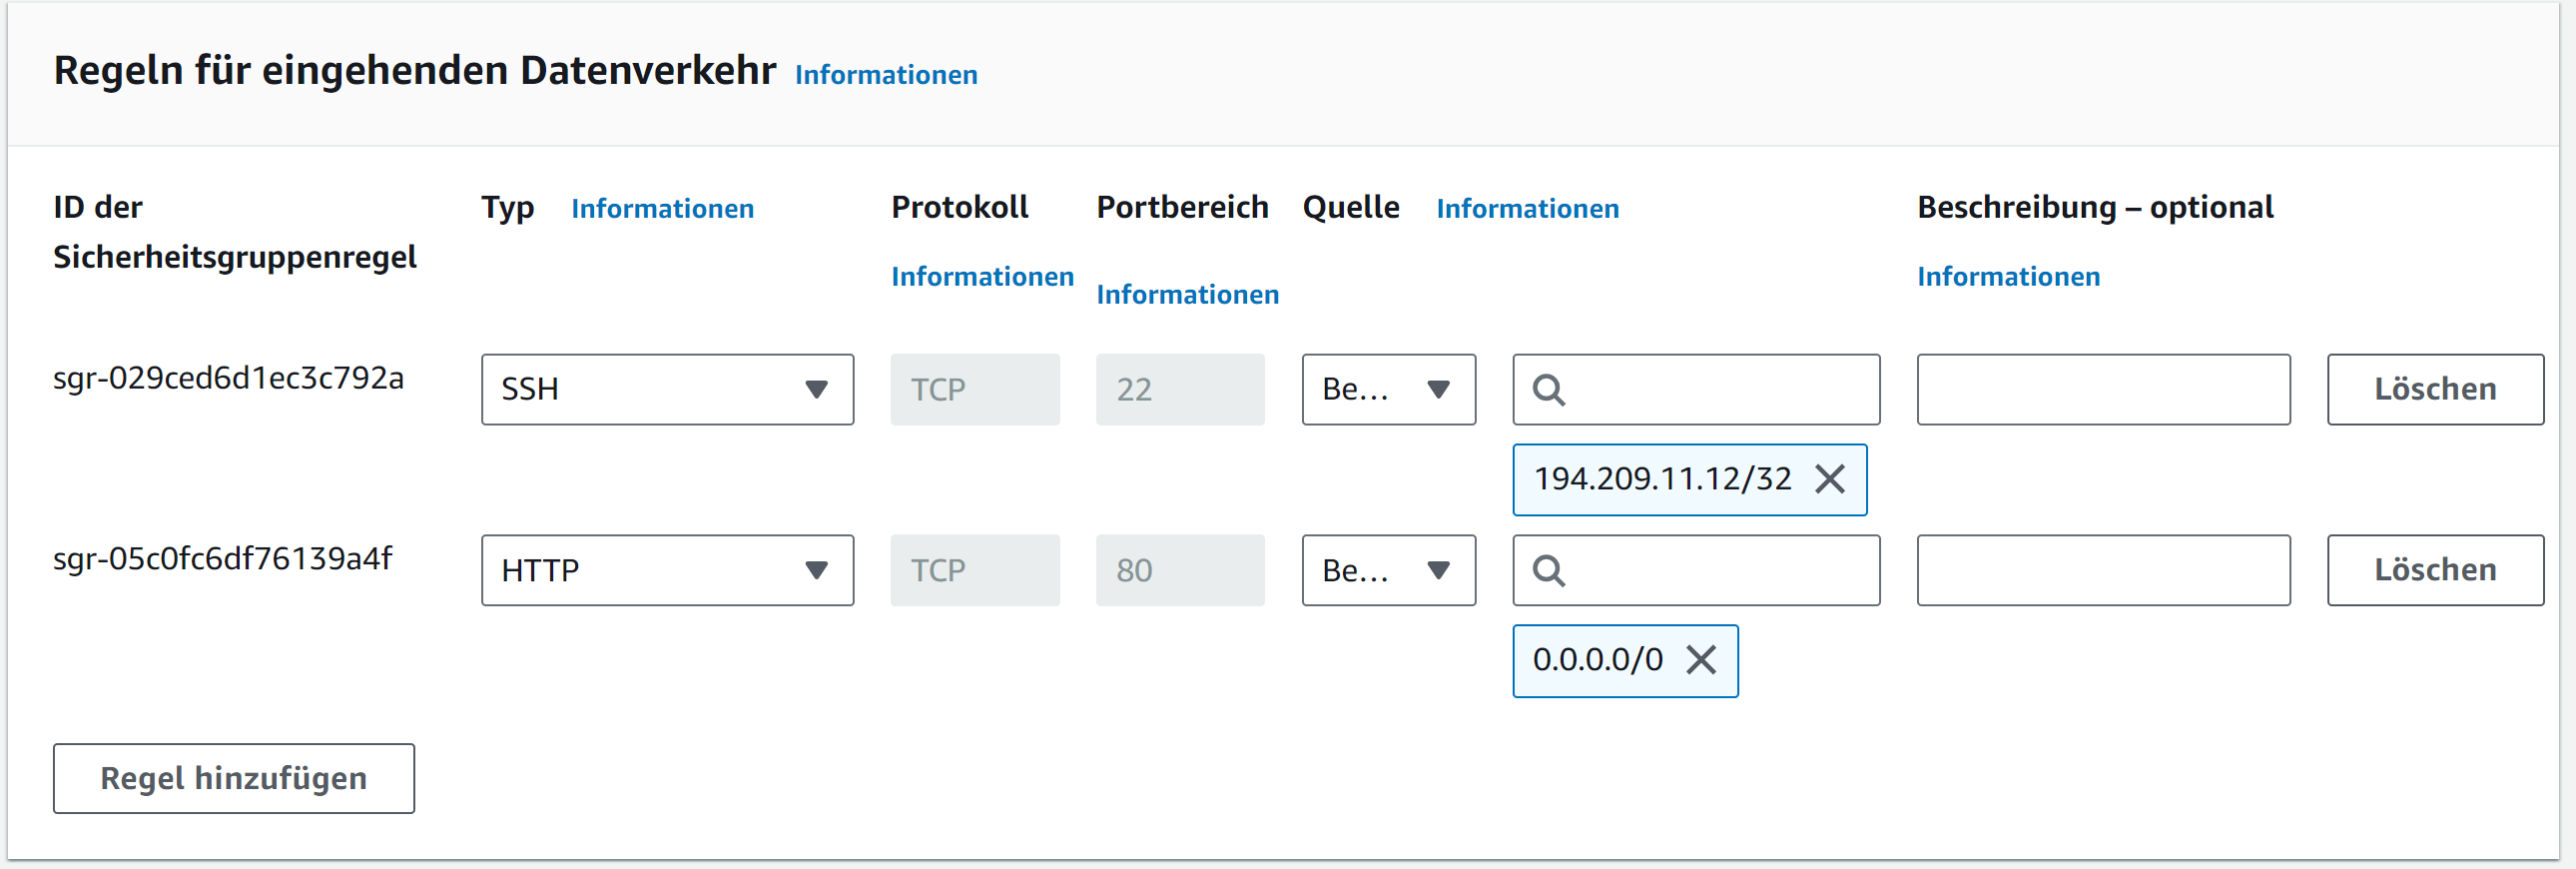 Regeln für eingehenden Datenverkehr Informationen
ID der Typ Informationen Protokoll Portbereich Quelle Informationen Beschreibung – optional
Sicherheitsgruppenregel
Informationen Informationen Informationen
sgr-029ced6d1ec3c792a SSH TCP 22 Be... Löschen
194.209.11.12/32
sgr-05c0fc6df76139a4f HTTP TCP 80 Be... Löschen
0.0.0.0/0
Regel hinzufügen